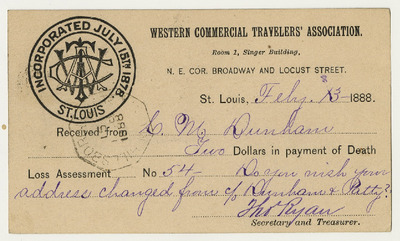 WESTERN COMMERCIAL TRAVELERS' ASSOCIATION.
Room 1, Singer Building,
N. E. COR. BROADWAY AND LOCUST STREET.
INCORPORATED JULY 15TH 1878.
ST. LOUIS
St. Louis, Feby. 13 1888.
Received from C. M. Dunham
Two Dollars in payment of Death
Loss Assessment No 54 Do you wish your
address changed from c/o Dunham & Patty?
Thos Ryan
Secretary and Treasurer.